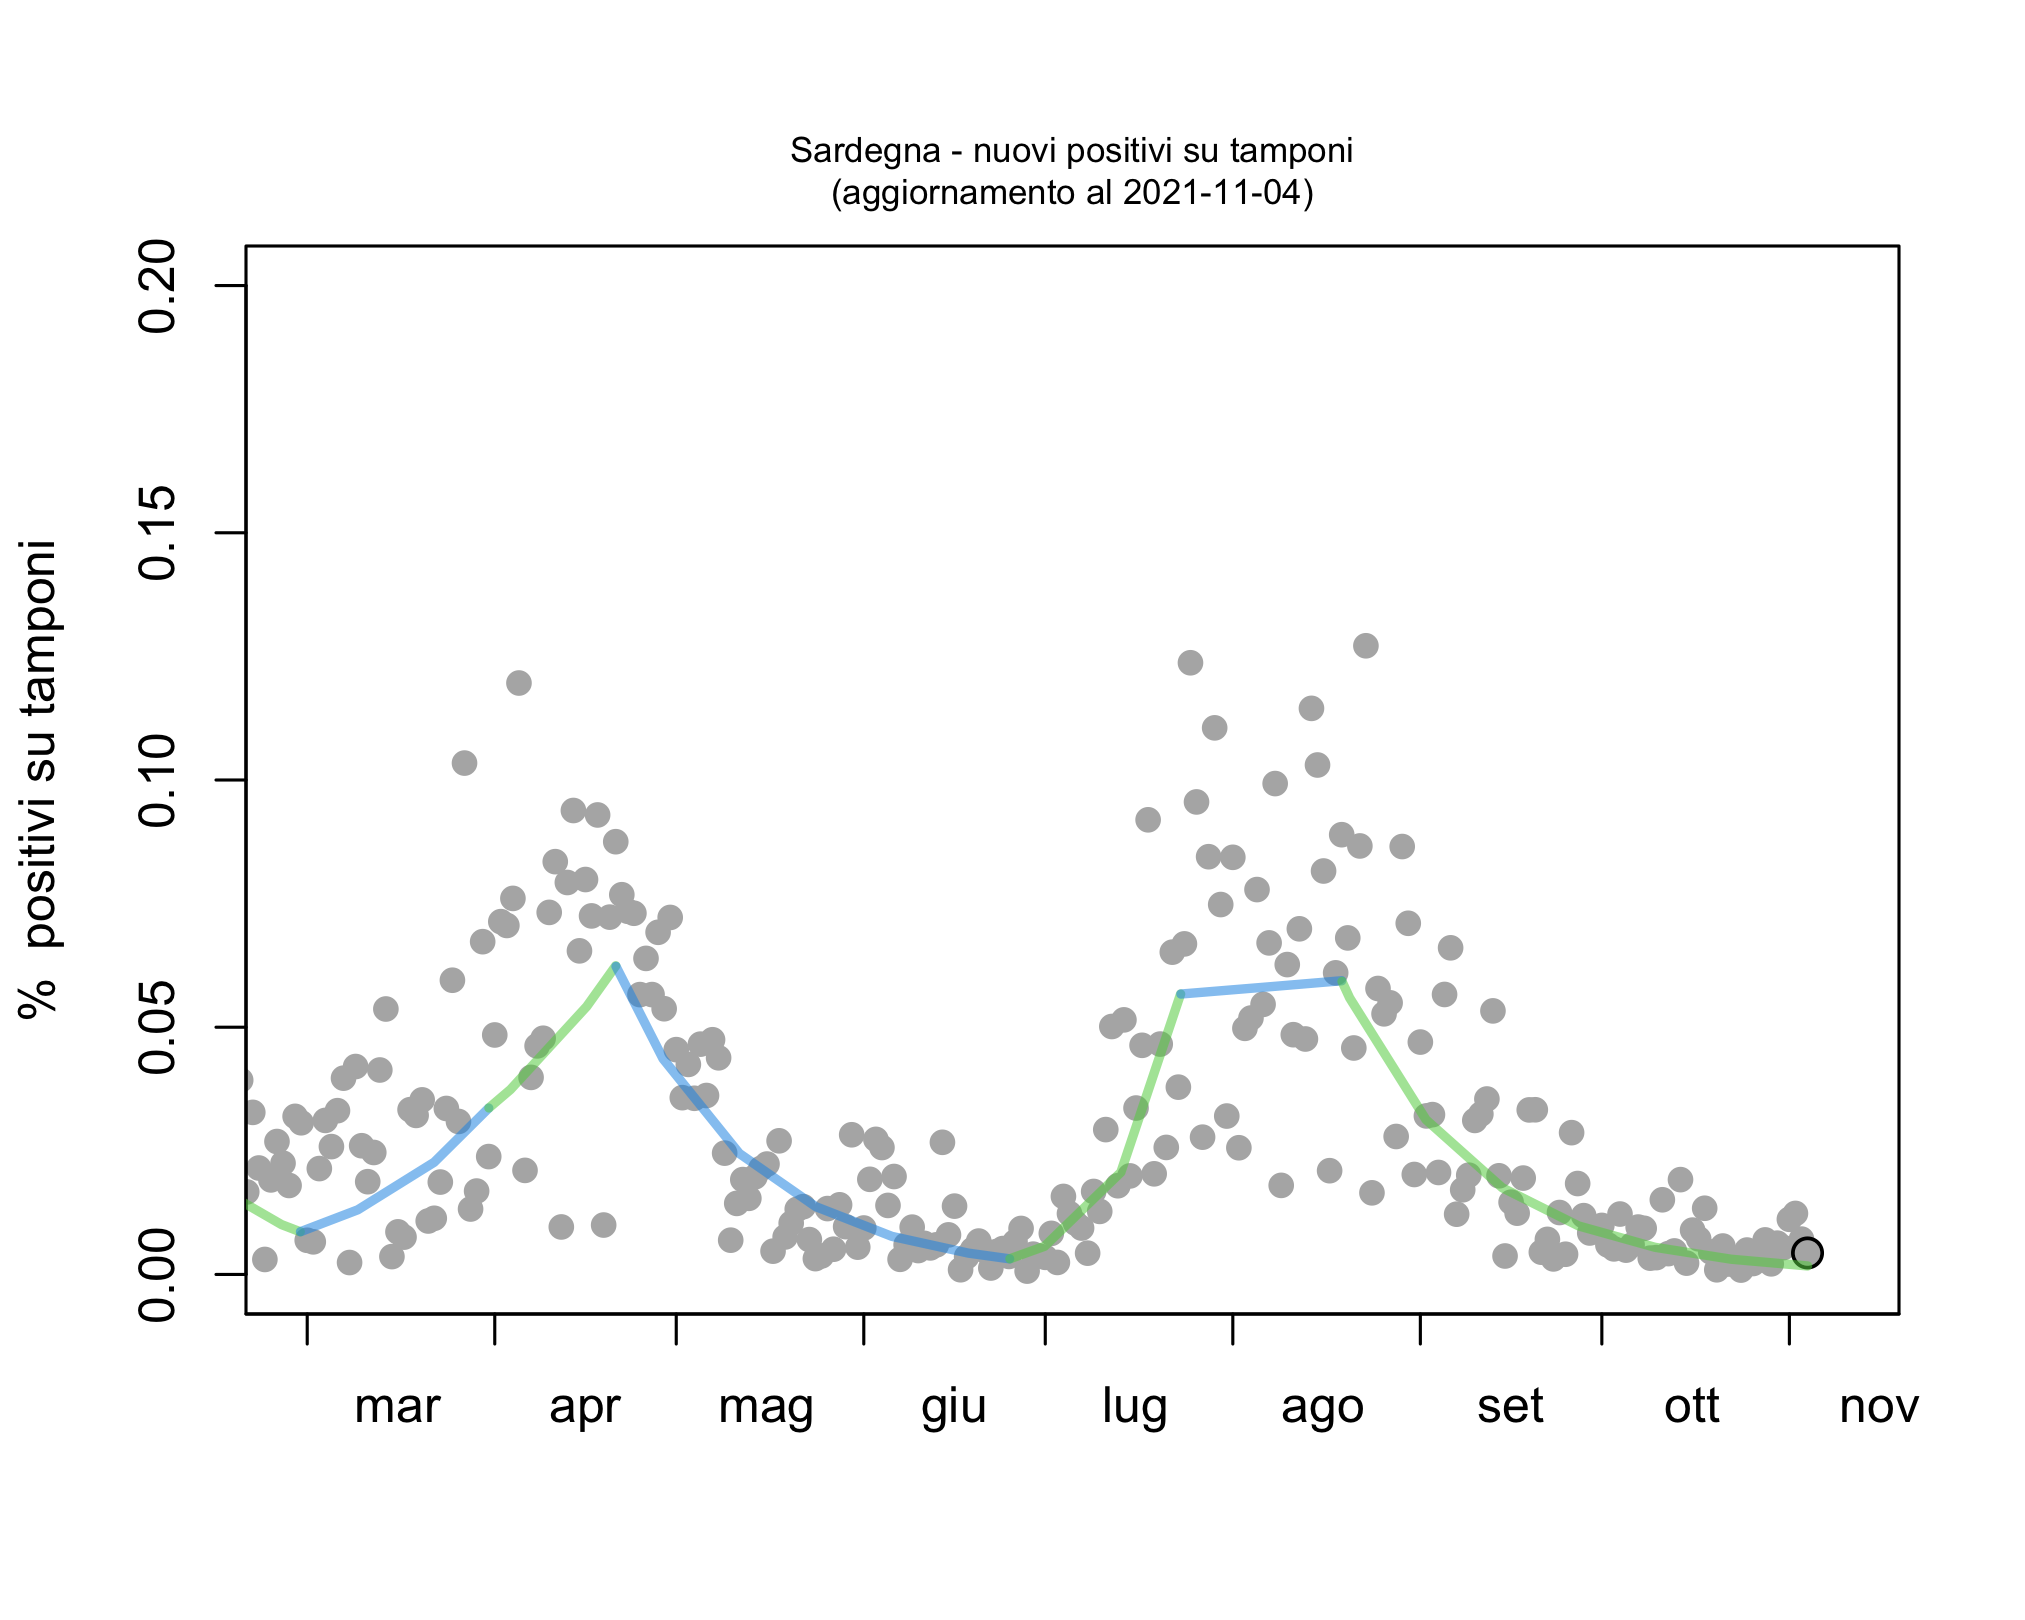 Sardegna - nuovi positivi su tamponi
(aggiornamento al 2021-11-04)
% positivi su tamponi
0.20
0.15
0.10
0.05
0.00
mar apr mag giu lug ago set ott nov